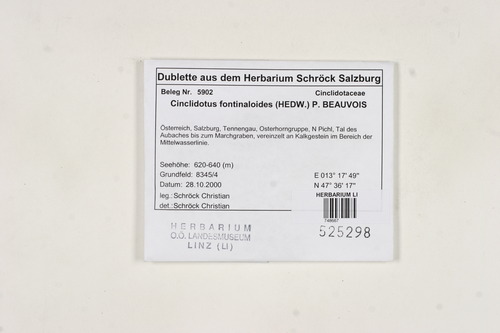 Dublette aus dem Herbarium Schröck Salzburg
Beleg Nr. 5902 Cinclidotaceae
Cinclidotus fontinaloides (HEDW.) P. BEAUVOIS
Österreich, Salzburg, Tennengau, Osterhorngruppe, N Pichl, Tal des
Aubaches bis zum Marchgraben, vereinzelt an Kalkgestein im Bereich der
Mittelwasserlinie.
Seehöhe: 620-640 (m)
Grundfeld: 8345/4 E 013° 17' 49"
Datum: 28.10.2000 N 47° 36' 17"
leg.: Schröck Christian HERBARIUM LI
det.: Schröck Christian
HERBARIUM
O.Ö. LANDESMUSEUM
LINZ (LI)
525298